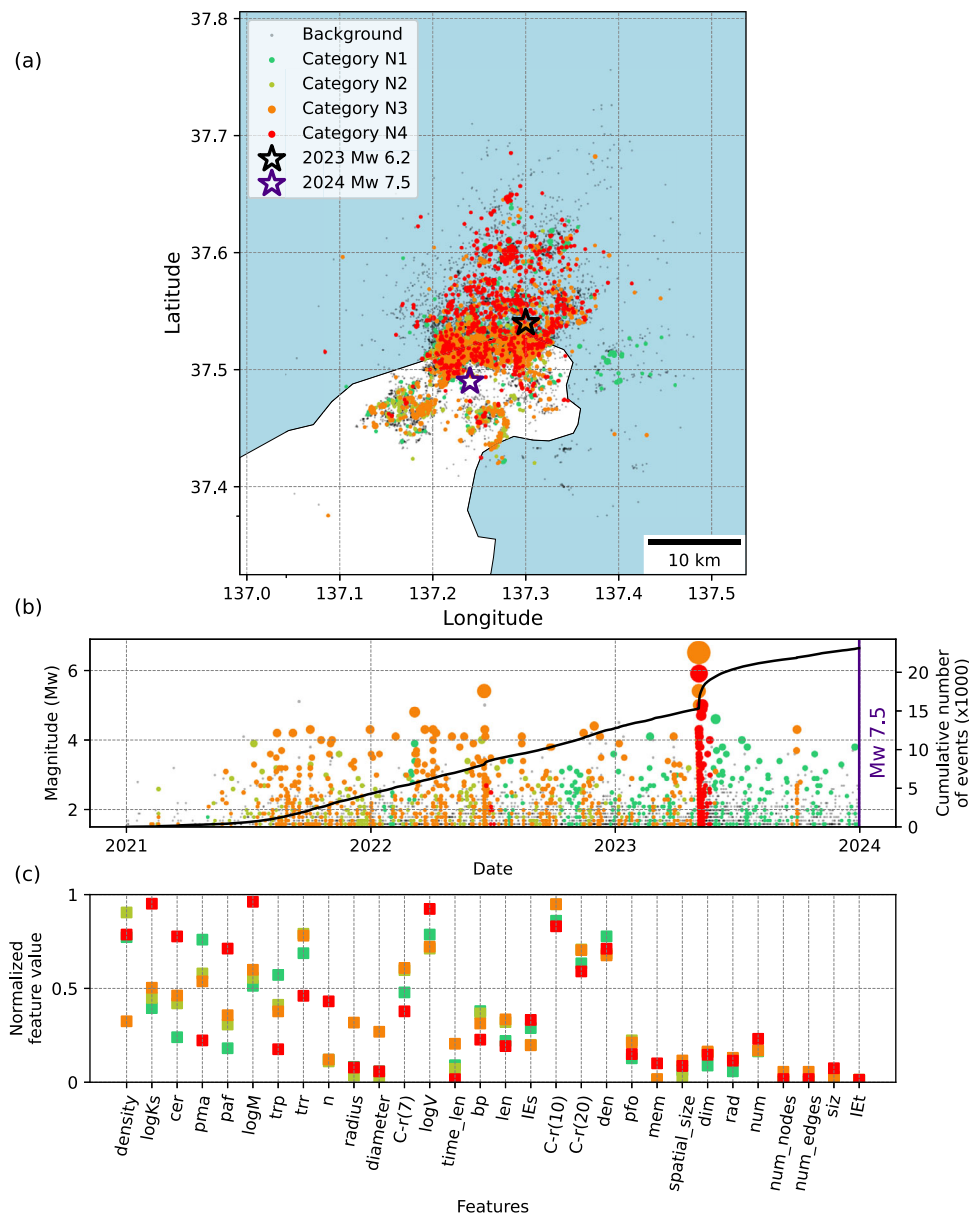 (a)
37.8
37.7
37.6
37.5
37.4
Latitude
Background
Category N1
Category N2
Category N3
Category N4
2023 Mw 6.2
2024 Mw 7.5
10 km
137.0 137.1 137.2 137.3 137.4 137.5
Longitude
(b)
Magnitude (Mw)
6
4
2
20
15
10
5
0
Cumulative number
of events (x1000)
Mw 7.5
2021 2022 2023 2024
Date
(c)
Normalized
feature value
1
0.5
0
density
logKs
cer
pma
paf
logM
trp
trr
n
radius
diameter
C-r(7)
logV
time_len
bp
len
IEs
C-r(10)
C-r(20)
den
pfo
mem
spatial_size
dim
rad
num
num_nodes
num_edges
siz
IEt
Features